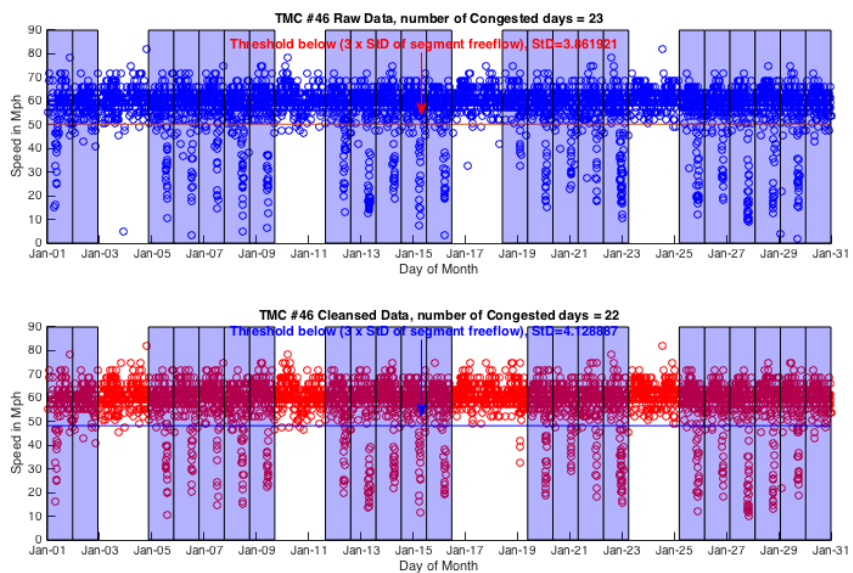 TMC #46 Raw Data, number of Congested days = 23
90
Threshold below (3 x StD of segment freeflow), StD=3.861921
80
70
60
50
40
30
20
10
0
Speed in Mph
Jan-01 Jan-03 Jan-05 Jan-07 Jan-09 Jan-11 Jan-13 Jan-15 Jan-17 Jan-19 Jan-21 Jan-23 Jan-25 Jan-27 Jan-29 Jan-31
Day of Month
TMC #46 Cleansed Data, number of Congested days = 22
90
Threshold below (3 x StD of segment freeflow), StD=4.128887
80
70
60
50
40
30
20
10
0
Speed in Mph
Jan-01 Jan-03 Jan-05 Jan-07 Jan-09 Jan-11 Jan-13 Jan-15 Jan-17 Jan-19 Jan-21 Jan-23 Jan-25 Jan-27 Jan-29 Jan-31
Day of Month